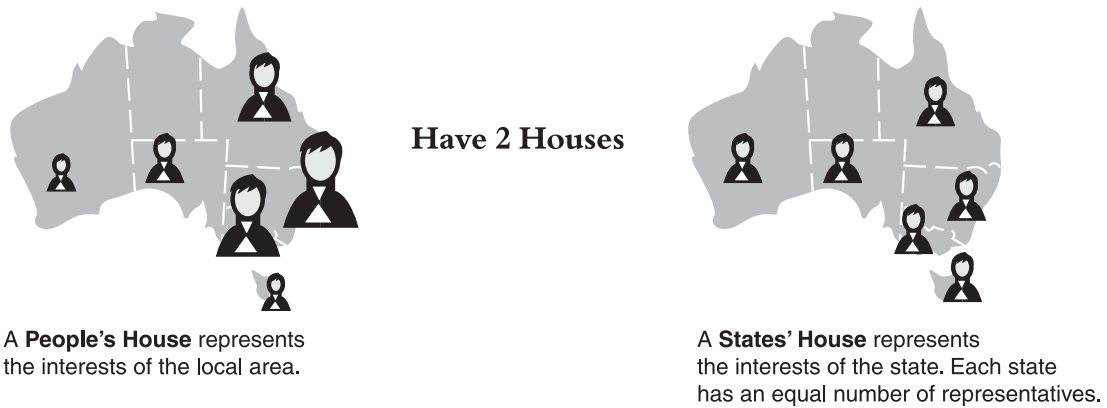 Have 2 Houses
A People's House represents
the interests of the local area.
A States' House represents
the interests of the state. Each state
has an equal number of representatives.